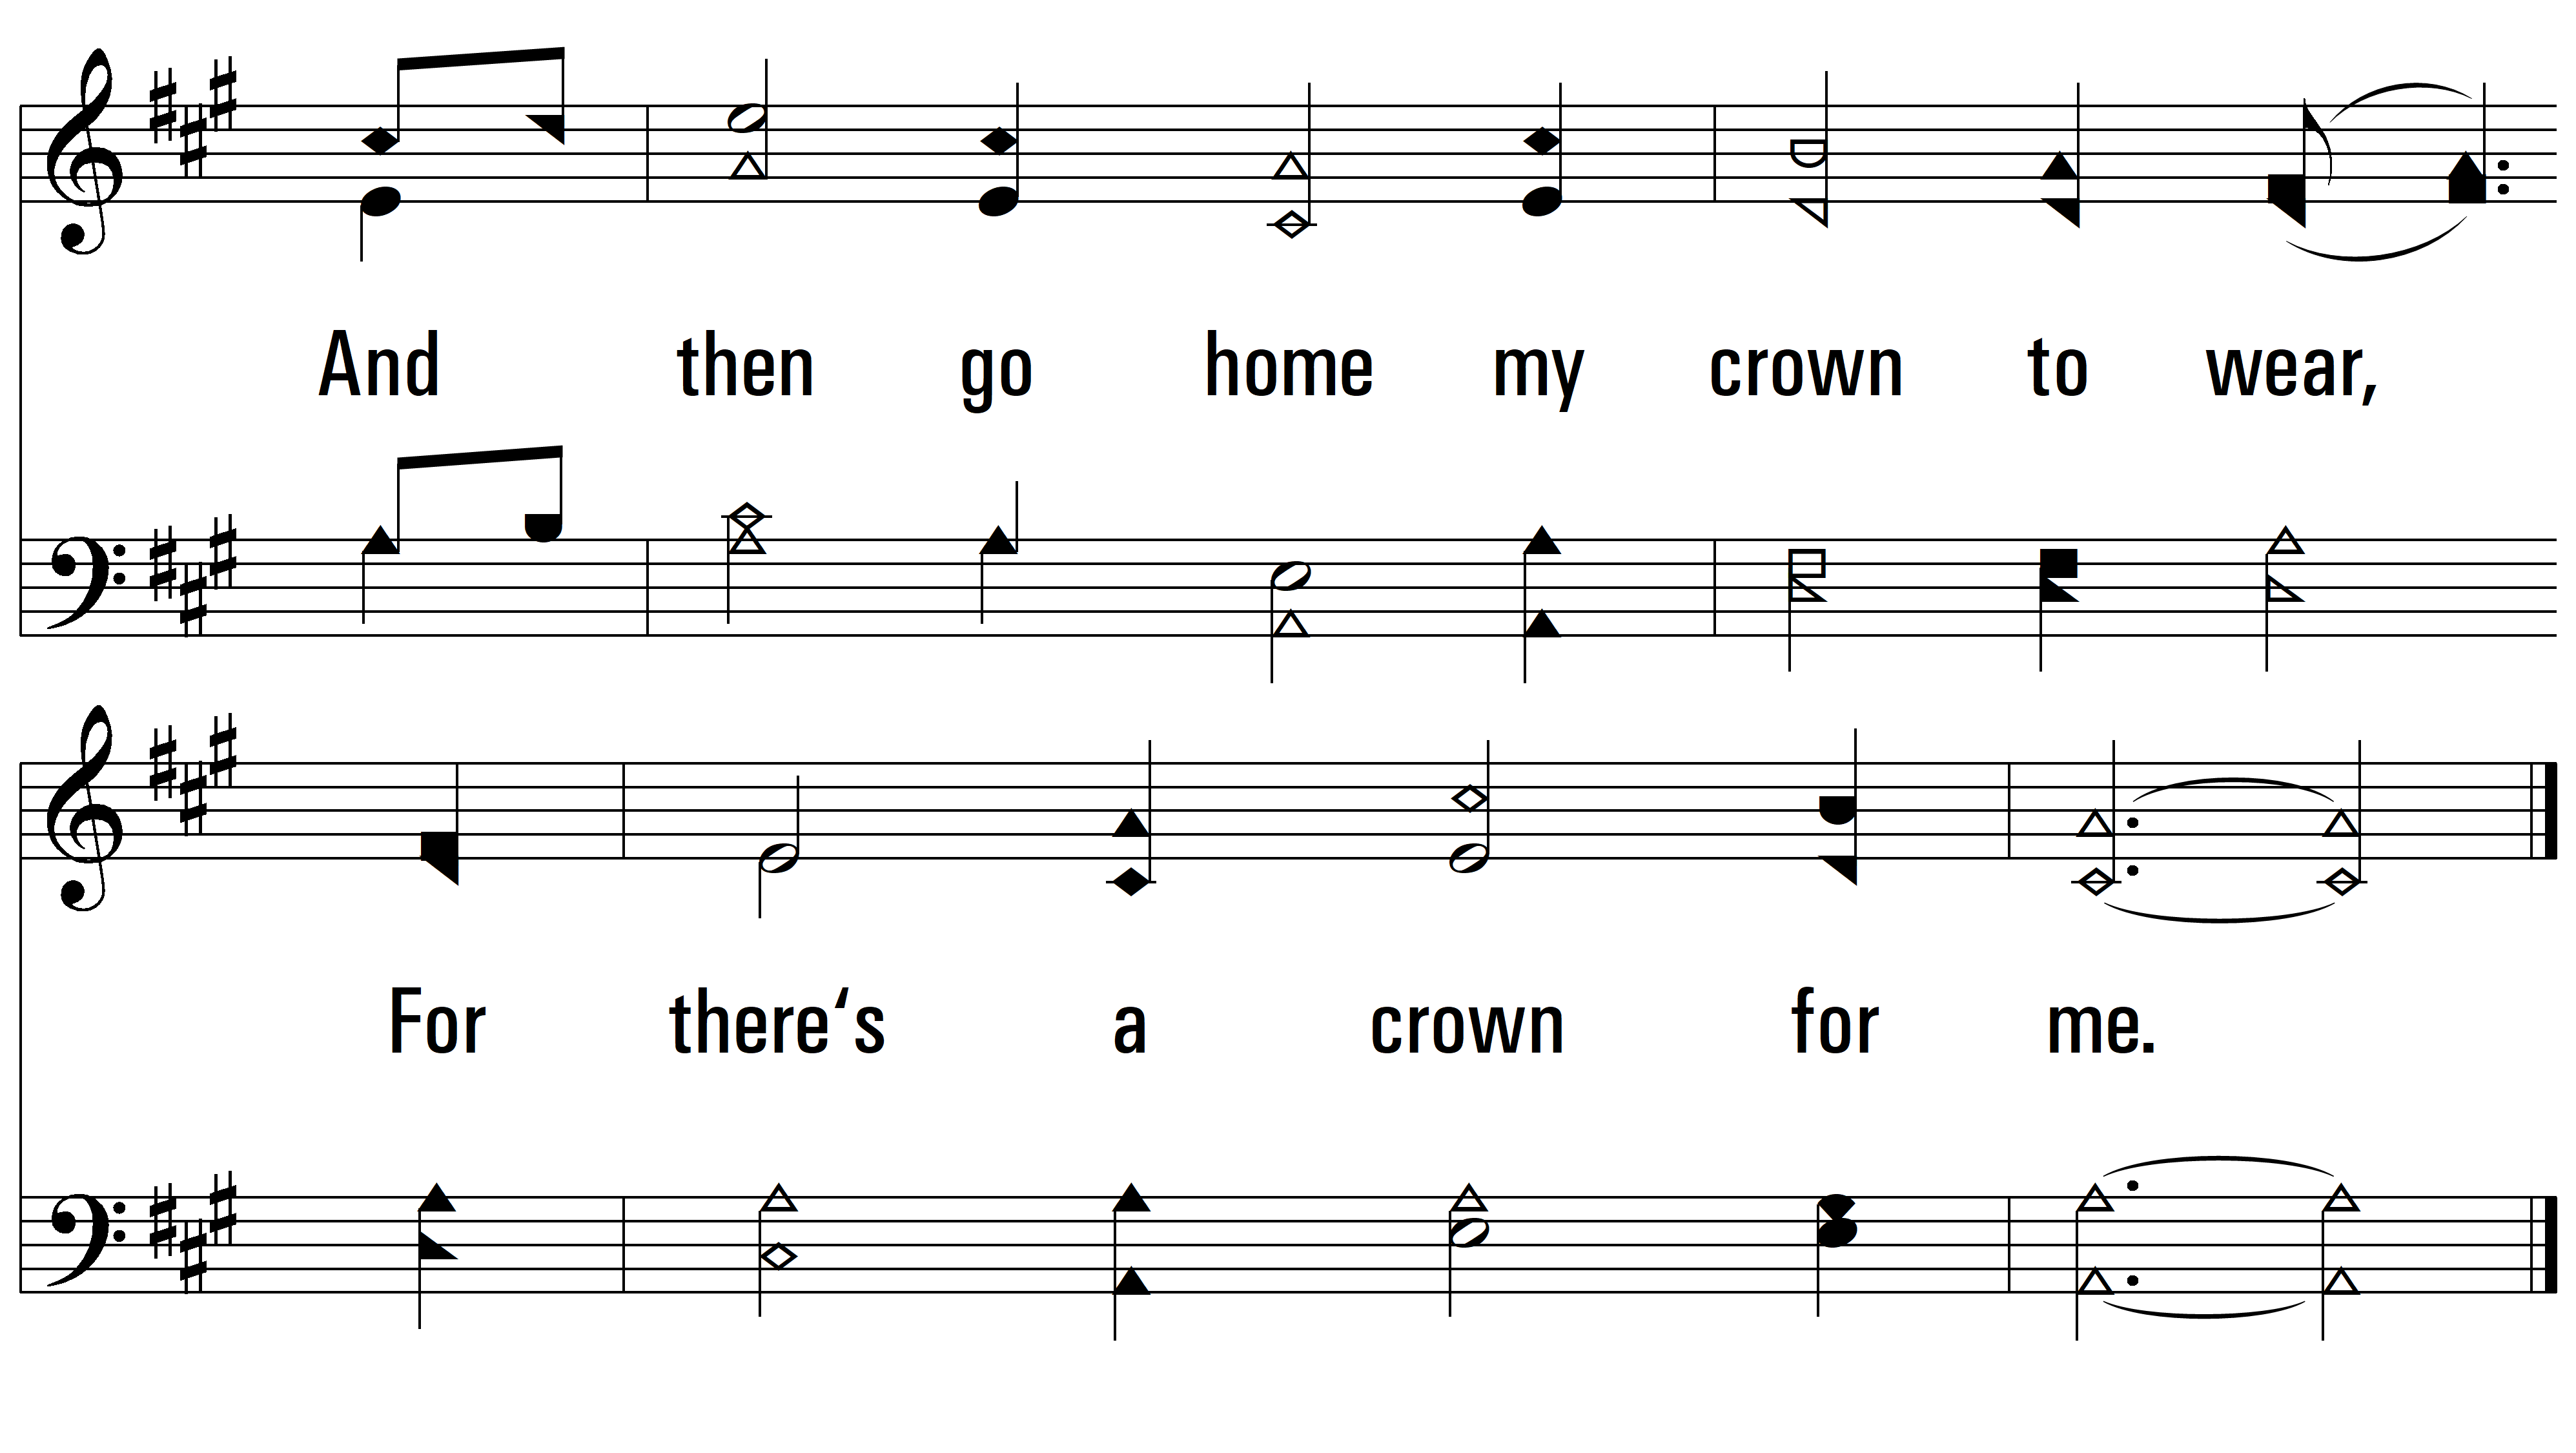 And then go home my crown to wear,
For there‘s a crown for me.